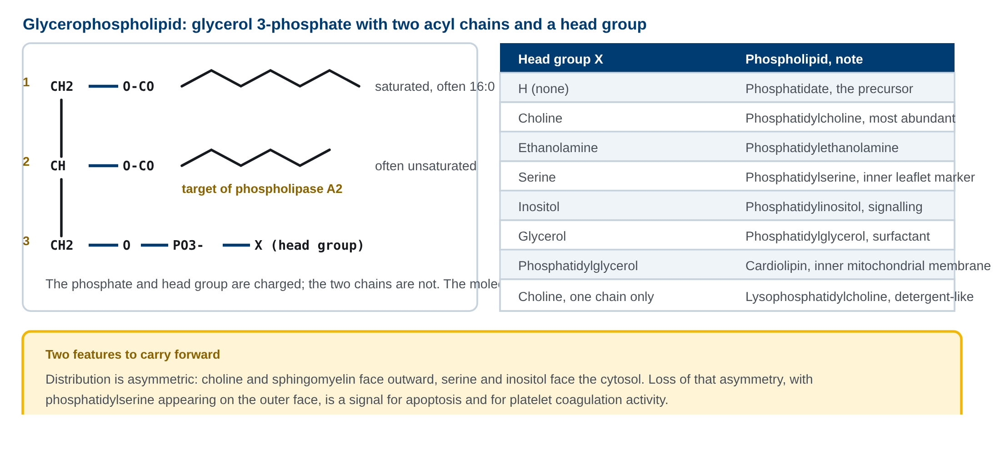 Glycerophospholipid: glycerol 3-phosphate with two acyl chains and a head group
1 CH2 O-CO saturated, often 16:0
2 CH O-CO often unsaturated
target of phospholipase A2
3 CH2 O PO3- X (head group)
The phosphate and head group are charged; the two chains are not. The
Head group X Phospholipid, note
H (none) Phosphatidate, the precursor
Choline Phosphatidylcholine, most abundant
Ethanolamine Phosphatidylethanolamine
Serine Phosphatidylserine, inner leaflet marker
Inositol Phosphatidylinositol, signalling
Glycerol Phosphatidylglycerol, surfactant
Phosphatidylglycerol Cardiolipin, inner mitochondrial membrane
Choline, one chain only Lysophosphatidylcholine, detergent-like
Two features to carry forward
Distribution is asymmetric: choline and sphingomyelin face outward, serine and inositol face the cytosol. Loss of that asymmetry, with
phosphatidylserine appearing on the outer face, is a signal for apoptosis and for platelet coagulation activity.